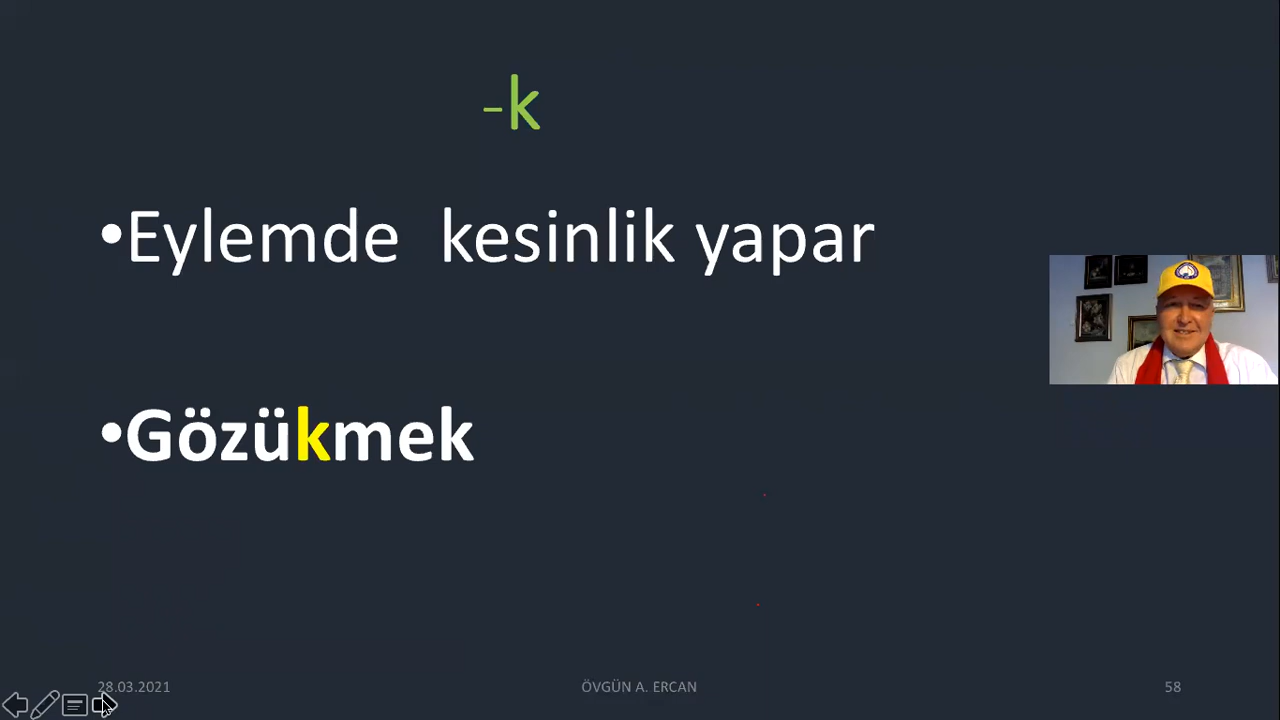 -k
•Eylemde kesinlik yapar
•Gözükmek
28.03.2021
ÖVGÜN A. ERCAN
58